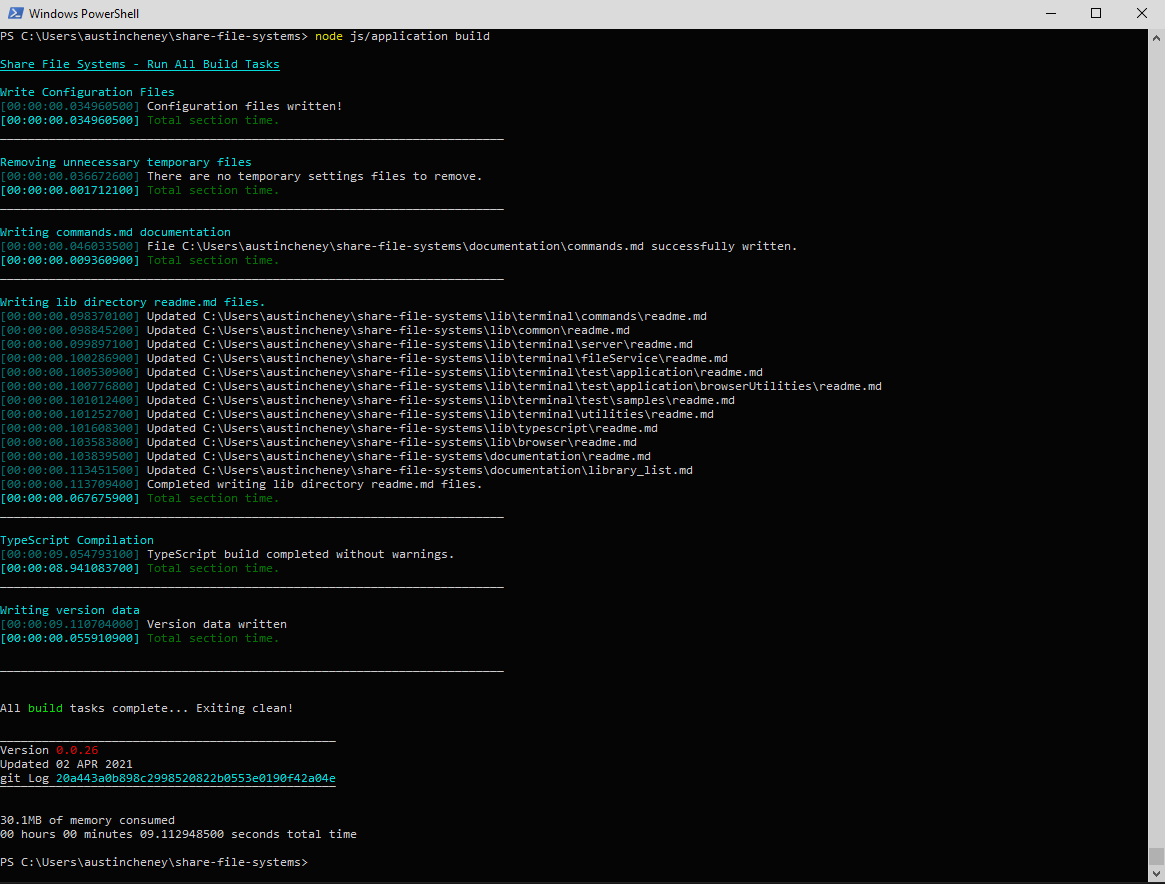 Windows PowerShell
PS C:\Users\austincheney\share-file-systems> node js/application build
Share File Systems - Run All Build Tasks
Write Configuration Files
[00:00:00.034960500] Configuration files written!
[00:00:00.034960500] Total section time.
Removing unnecessary temporary files
[00:00:00.036672600] There are no temporary settings files to remove.
[00:00:00.001712100] Total section time.
Writing commands.md documentation
[00:00:00.046033500] File C:\Users\austincheney\share-file-systems\documentation\commands.md successfully written.
[00:00:00.009360900] Total section time.
Writing lib directory readme.md files.
[00:00:00.098370100] Updated C:\Users\austincheney\share-file-systems\lib\terminal\commands\readme.md
[00:00:00.098845200] Updated C:\Users\austincheney\share-file-systems\lib\common\readme.md
[00:00:00.099897100] Updated C:\Users\austincheney\share-file-systems\lib\terminal\server\readme.md
[00:00:00.100286900] Updated C:\Users\austincheney\share-file-systems\lib\terminal\fileService\readme.md
[00:00:00.100530900] Updated C:\Users\austincheney\share-file-systems\lib\terminal\test\application\readme.md
[00:00:00.100776800] Updated C:\Users\austincheney\share-file-systems\lib\terminal\test\application\browserUtilities\readme.md
[00:00:00.101012400] Updated C:\Users\austincheney\share-file-systems\lib\terminal\test\samples\readme.md
[00:00:00.101252700] Updated C:\Users\austincheney\share-file-systems\lib\terminal\utilities\readme.md
[00:00:00.101608300] Updated C:\Users\austincheney\share-file-systems\lib\typescript\readme.md
[00:00:00.103583800] Updated C:\Users\austincheney\share-file-systems\lib\browser\readme.md
[00:00:00.103839500] Updated C:\Users\austincheney\share-file-systems\documentation\readme.md
[00:00:00.113451500] Updated C:\Users\austincheney\share-file-systems\documentation\library_list.md
[00:00:00.113709400] Completed writing lib directory readme.md files.
[00:00:00.067675900] Total section time.
TypeScript Compilation
[00:00:09.054793100] TypeScript build completed without warnings.
[00:00:08.941083700] Total section time.
Writing version data
[00:00:09.110704000] Version data written
[00:00:00.055910900] Total section time.
All build tasks complete... Exiting clean!
Version 0.0.26
Updated 02 APR 2021
git Log 20a443a0b898c2998520822b0553e0190f42a04e
30.1MB of memory consumed
00 hours 00 minutes 09.112948500 seconds total time
PS C:\Users\austincheney\share-file-systems>